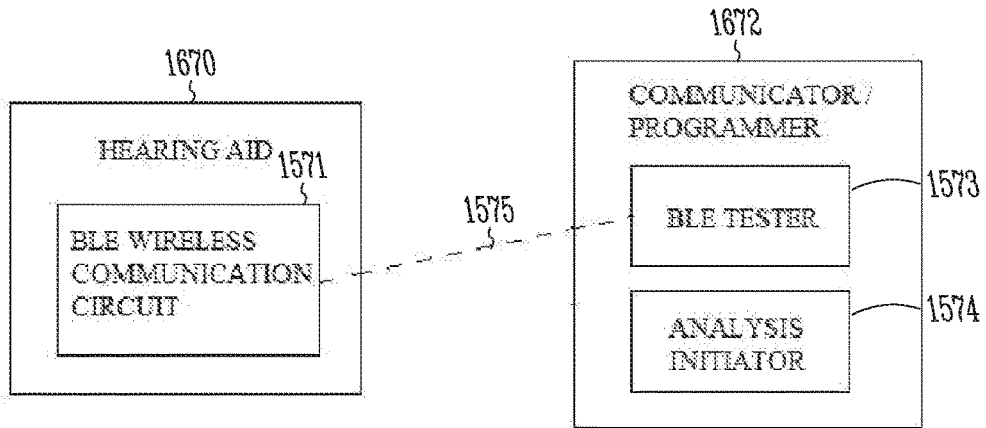 1670
HEARING AID
1571
BLE WIRELESS
COMMUNICATION
CIRCUIT
1575
1672
COMMUNICATOR /
PROGRAMMER
BLE TESTER
1573
ANALYSIS
INITIATOR
1574